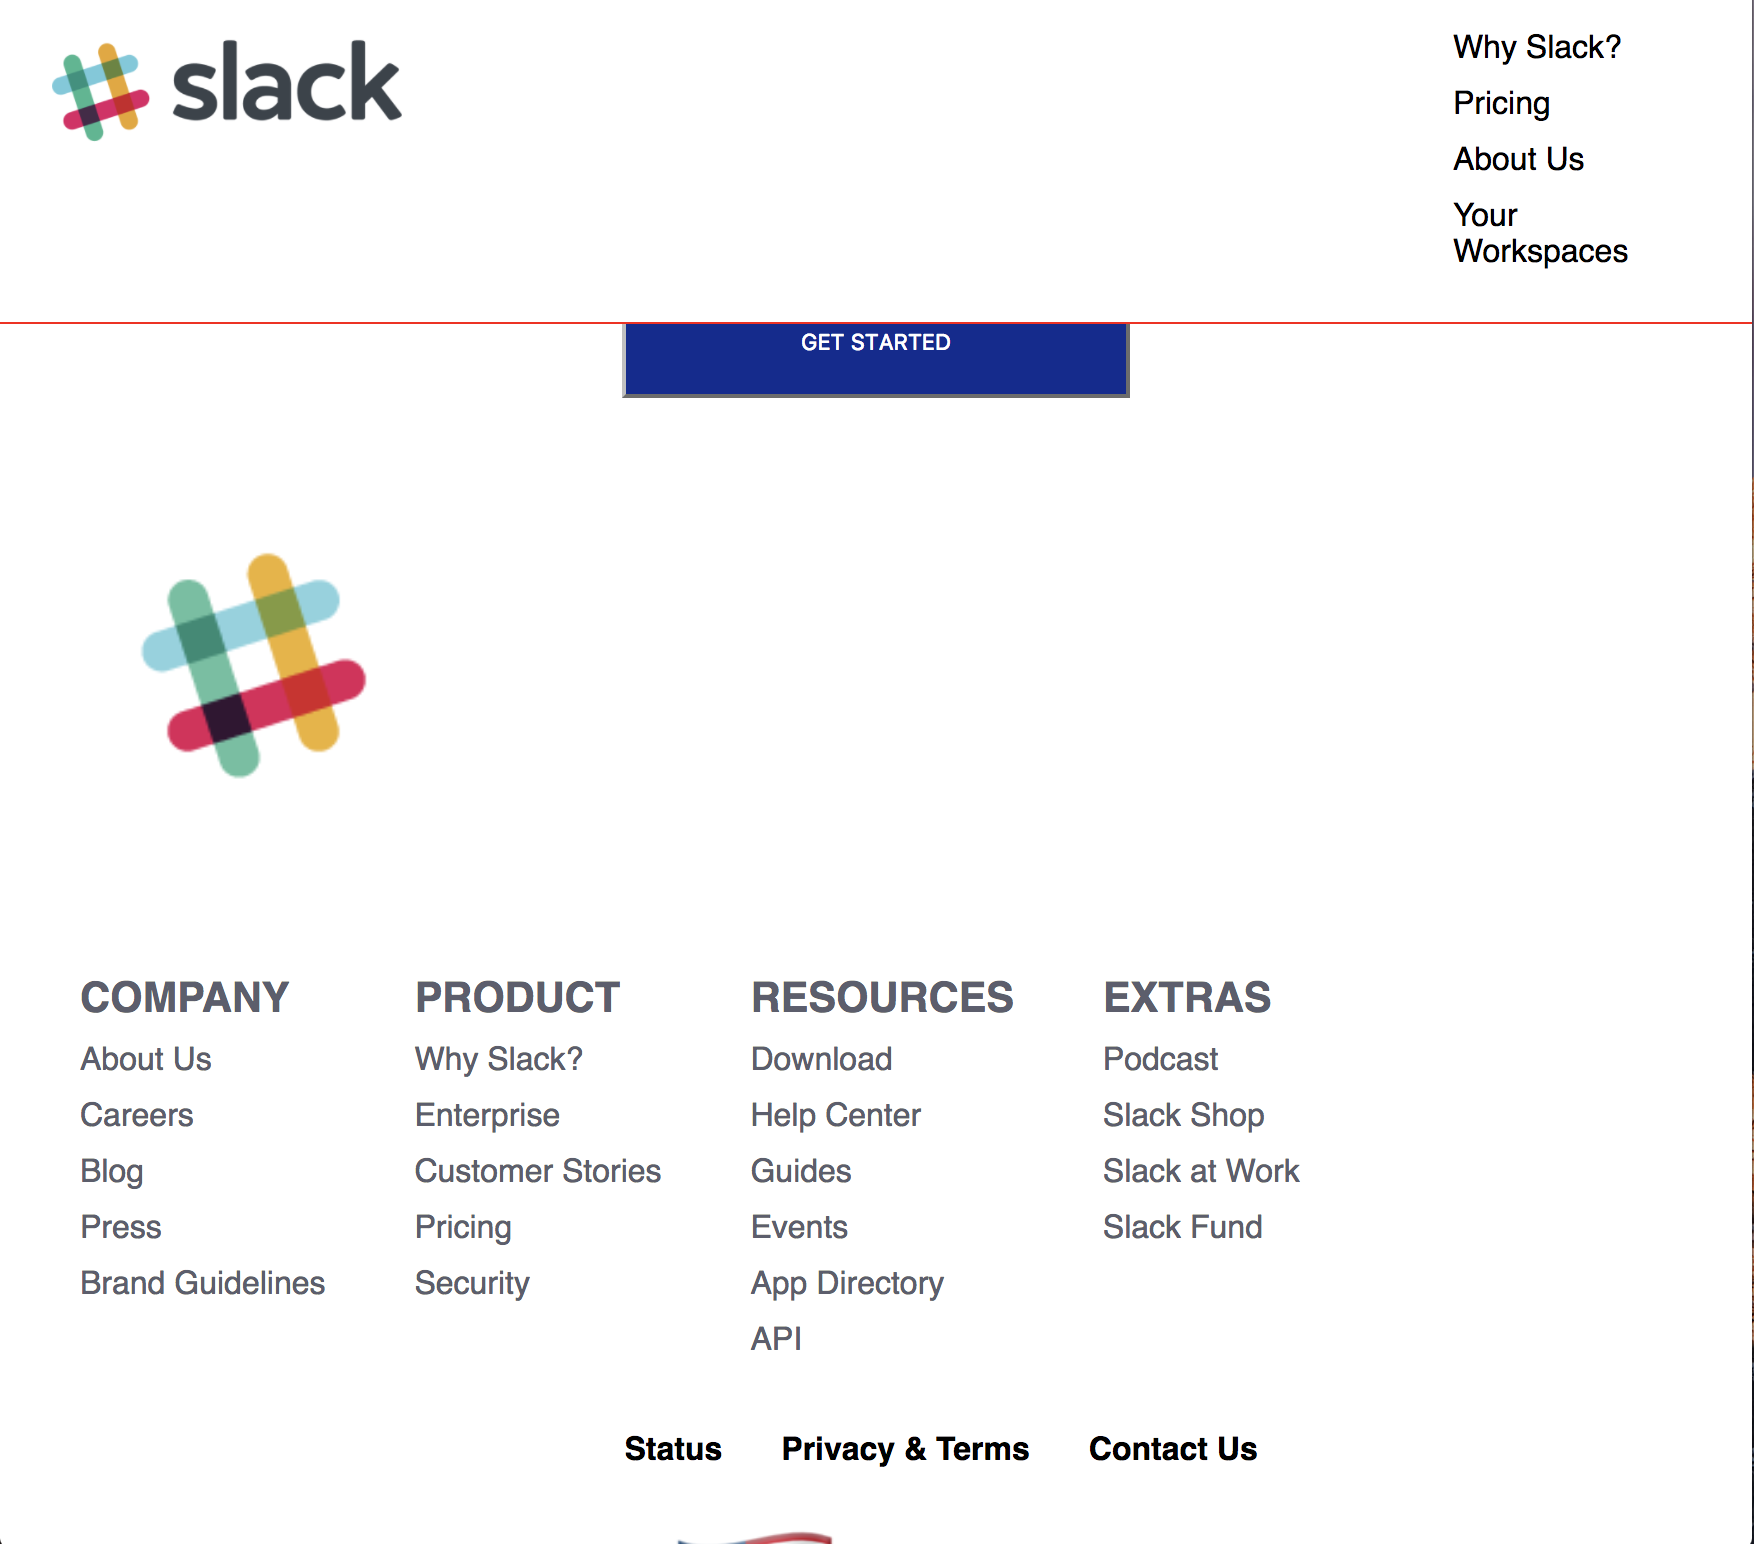 slack
Why Slack?
Pricing
About Us
Your
Workspaces
GET STARTED
COMPANY
About Us
Careers
Blog
Press
Brand Guidelines
PRODUCT
Why Slack?
Enterprise
Customer Stories
Pricing
Security
RESOURCES
Download
Help Center
Guides
Events
App Directory
API
EXTRAS
Podcast
Slack Shop
Slack at Work
Slack Fund
Status Privacy & Terms Contact Us